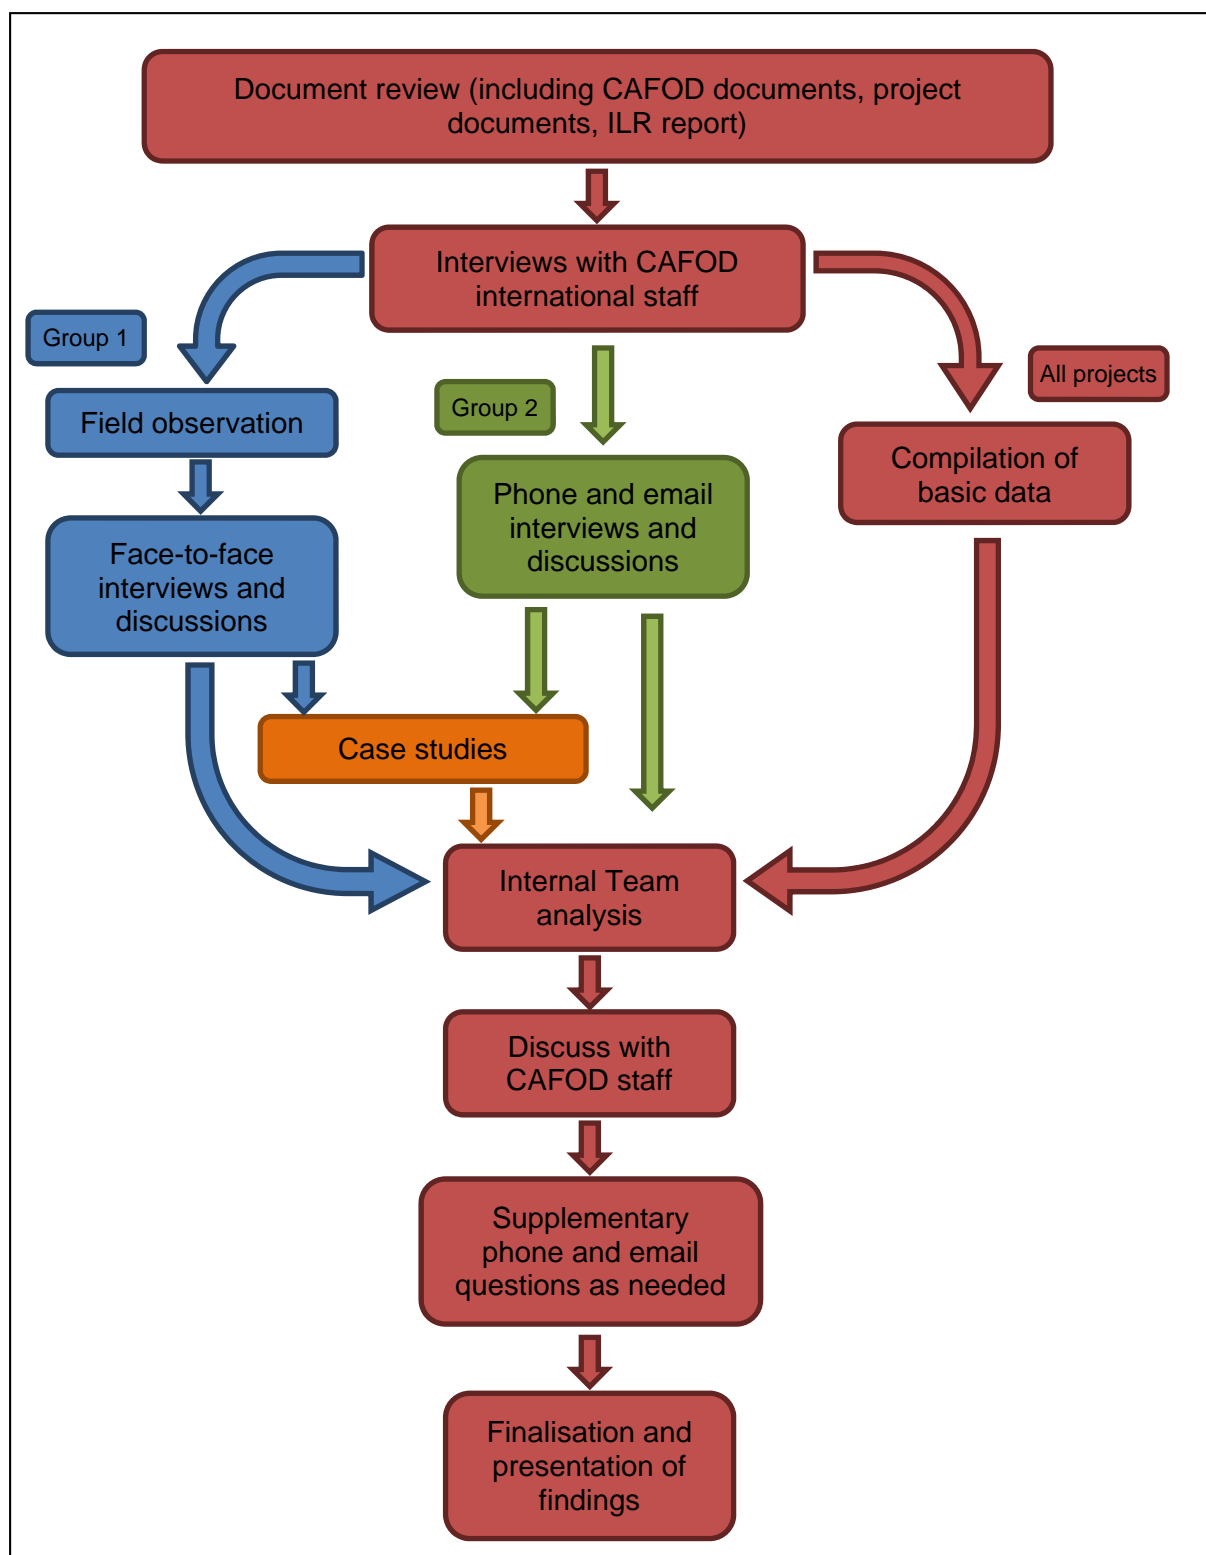 Document review (including CAFOD documents, project
documents, ILR report)
Interviews with CAFOD
international staff
Group 1
All projects
Group 2
Field observation
Compilation of
basic data
Phone and email
interviews and
discussions
Face-to-face
interviews and
discussions
Case studies
Internal Team
analysis
Discuss with
CAFOD staff
Supplementary
phone and email
questions as needed
Finalisation and
presentation of
findings